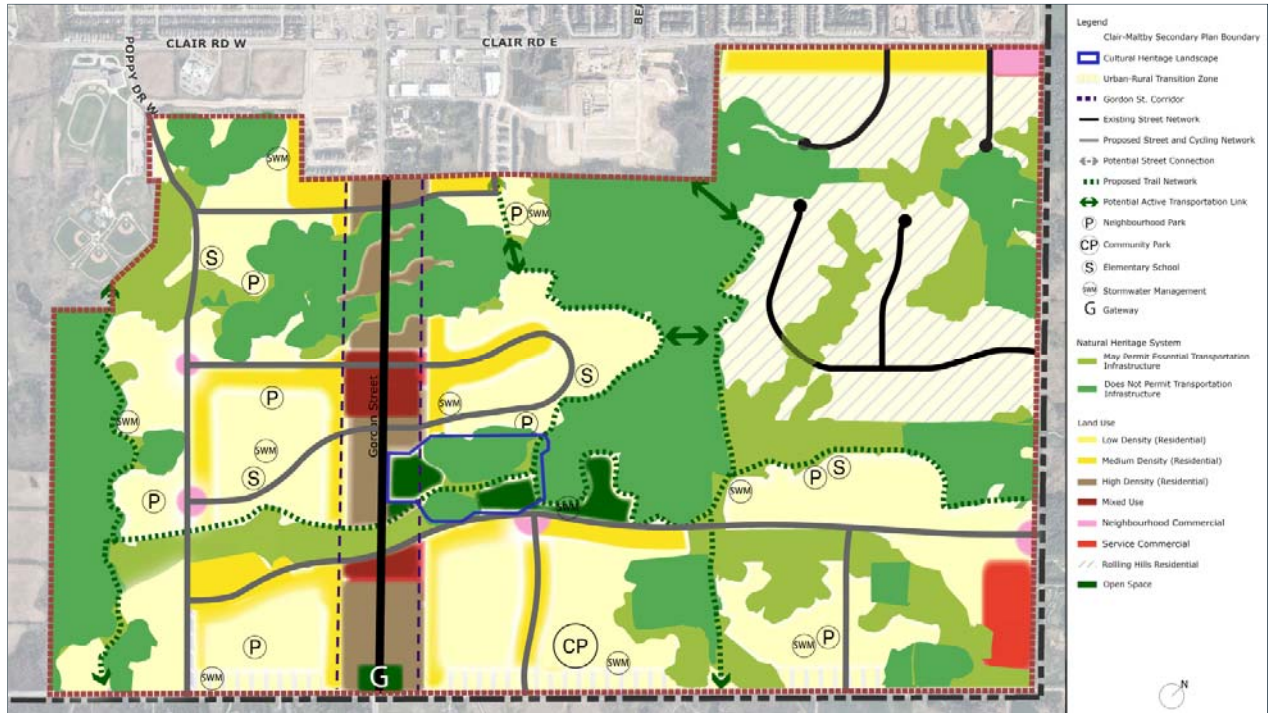 CLAIR RD W
CLAIR RD E
POPPY DR W
SWM
P
SWM
S
P
P
S
SWM
P
SWM
SWM
P
SWM
S
P
Gordon Street
SWM
P
S
SWM
CP
SWM
P
SWM
P
SWM
G
Legend
Clair-Maltby Secondary Plan Boundary
Cultural Heritage Landscape
Urban-Rural Transition Zone
Gordon St. Corridor
Existing Street Network
Proposed Street and Cycling Network
Potential Street Connection
Proposed Trail Network
Potential Active Transportation Link
P Neighbourhood Park
CP Community Park
S Elementary School
SWM Stormwater Management
G Gateway
Natural Heritage System
May Permit Essential Transportation
Infrastructure
Does Not Permit Transportation
Infrastructure
Land Use
Low Density (Residential)
Medium Density (Residential)
High Density (Residential)
Mixed Use
Neighbourhood Commercial
Service Commercial
Rolling Hills Residential
Open Space
N